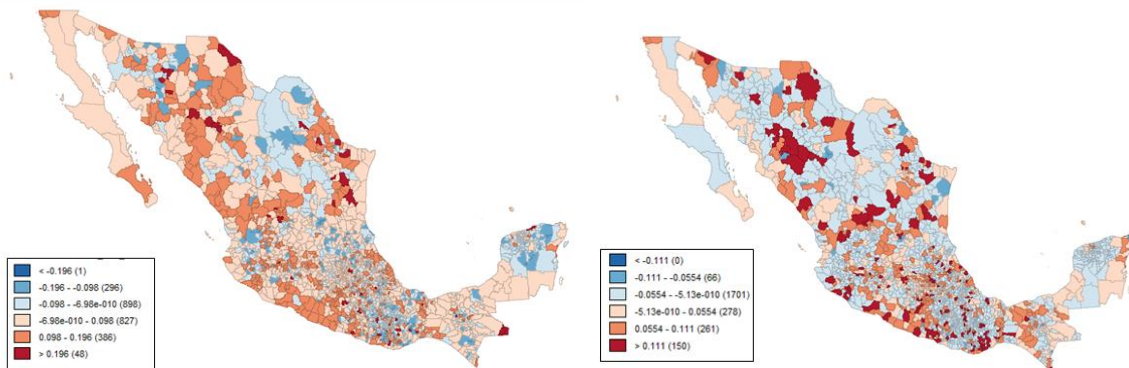 < -0.196 (1)
-0.196 - -0.098 (296)
-0.098 - -6.98e-010 (898)
-6.98e-010 - 0.098 (827)
0.098 - 0.196 (386)
> 0.196 (48)
< -0.111 (0)
-0.111 - -0.0554 (66)
-0.0554 - -5.13e-010 (1701)
-5.13e-010 - 0.0554 (278)
0.0554 - 0.111 (261)
> 0.111 (150)